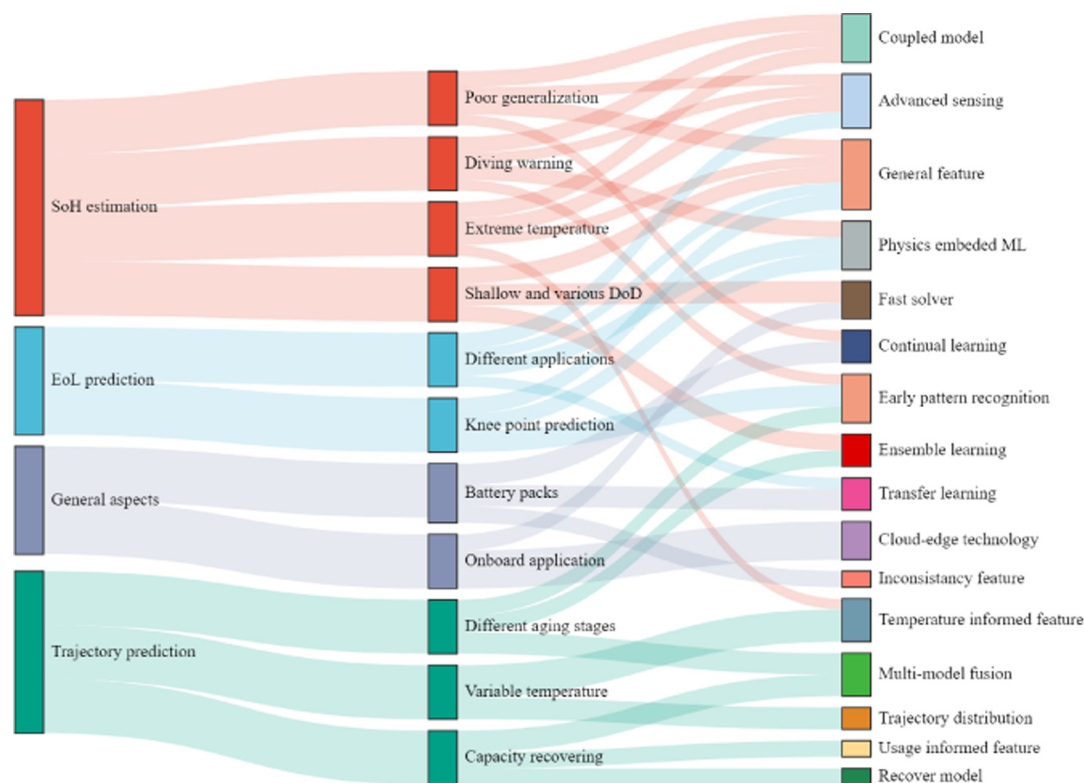 SoH estimation
EoL prediction
General aspects
Trajectory prediction
Poor generalization
Diving warning
Extreme temperature
Shallow and various DoD
Different applications
Knee point prediction
Battery packs
Onboard application
Different aging stages
Variable temperature
Capacity recovering
Coupled model
Advanced sensing
General feature
Physics embeded ML
Fast solver
Continual learning
Early pattern recognition
Ensemble learning
Transfer learning
Cloud-edge technology
Inconsistancy feature
Temperature informed feature
Multi-model fusion
Trajectory distribution
Usage informed feature
Recover model